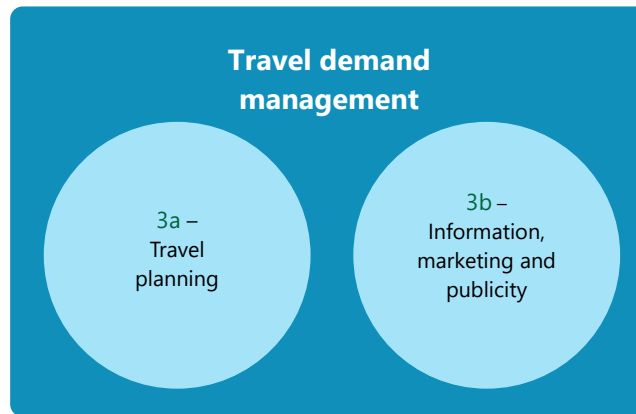 Travel demand
management
3a –
Travel
planning
3b –
Information,
marketing and
publicity